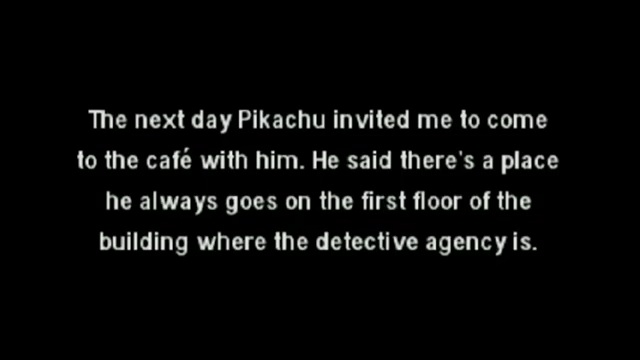 The next day Pikachu invited me to come
to the café with him. He said there's a place
he always goes on the first floor of the
building where the detective agency is.